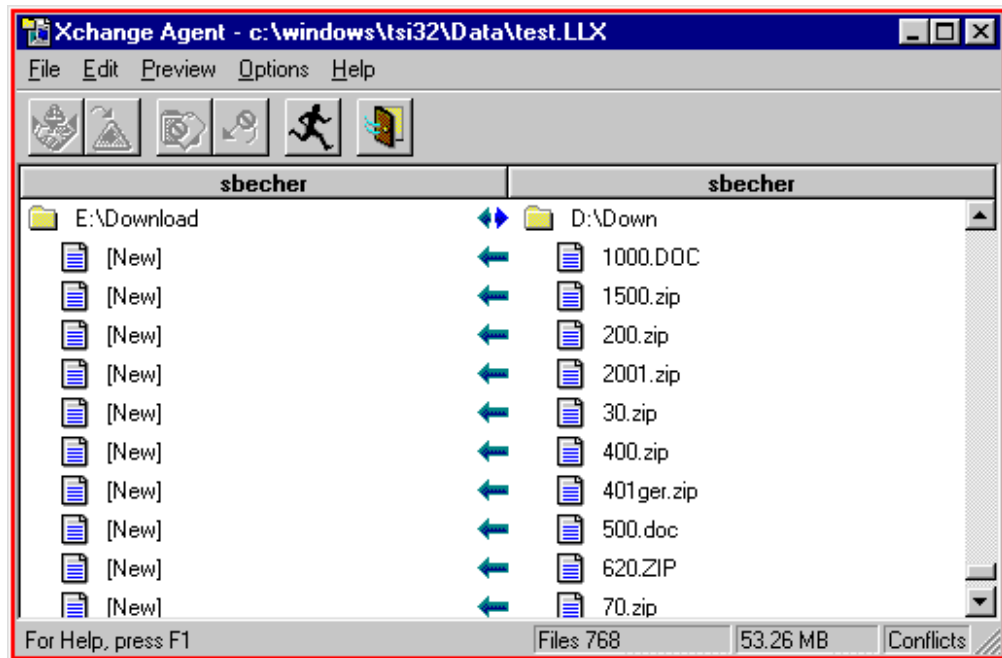 Xchange Agent - c:\windows\tsi32\Data\test.LLX
File Edit Preview Options Help
sbecher sbecher
E:\Download D:\Down
[New] 1000.DOC
[New] 1500.zip
[New] 200.zip
[New] 2001.zip
[New] 30.zip
[New] 400.zip
[New] 401ger.zip
[New] 500.doc
[New] 620.ZIP
[New] 70.zip
For Help, press F1 Files 768 53.26 MB Conflicts